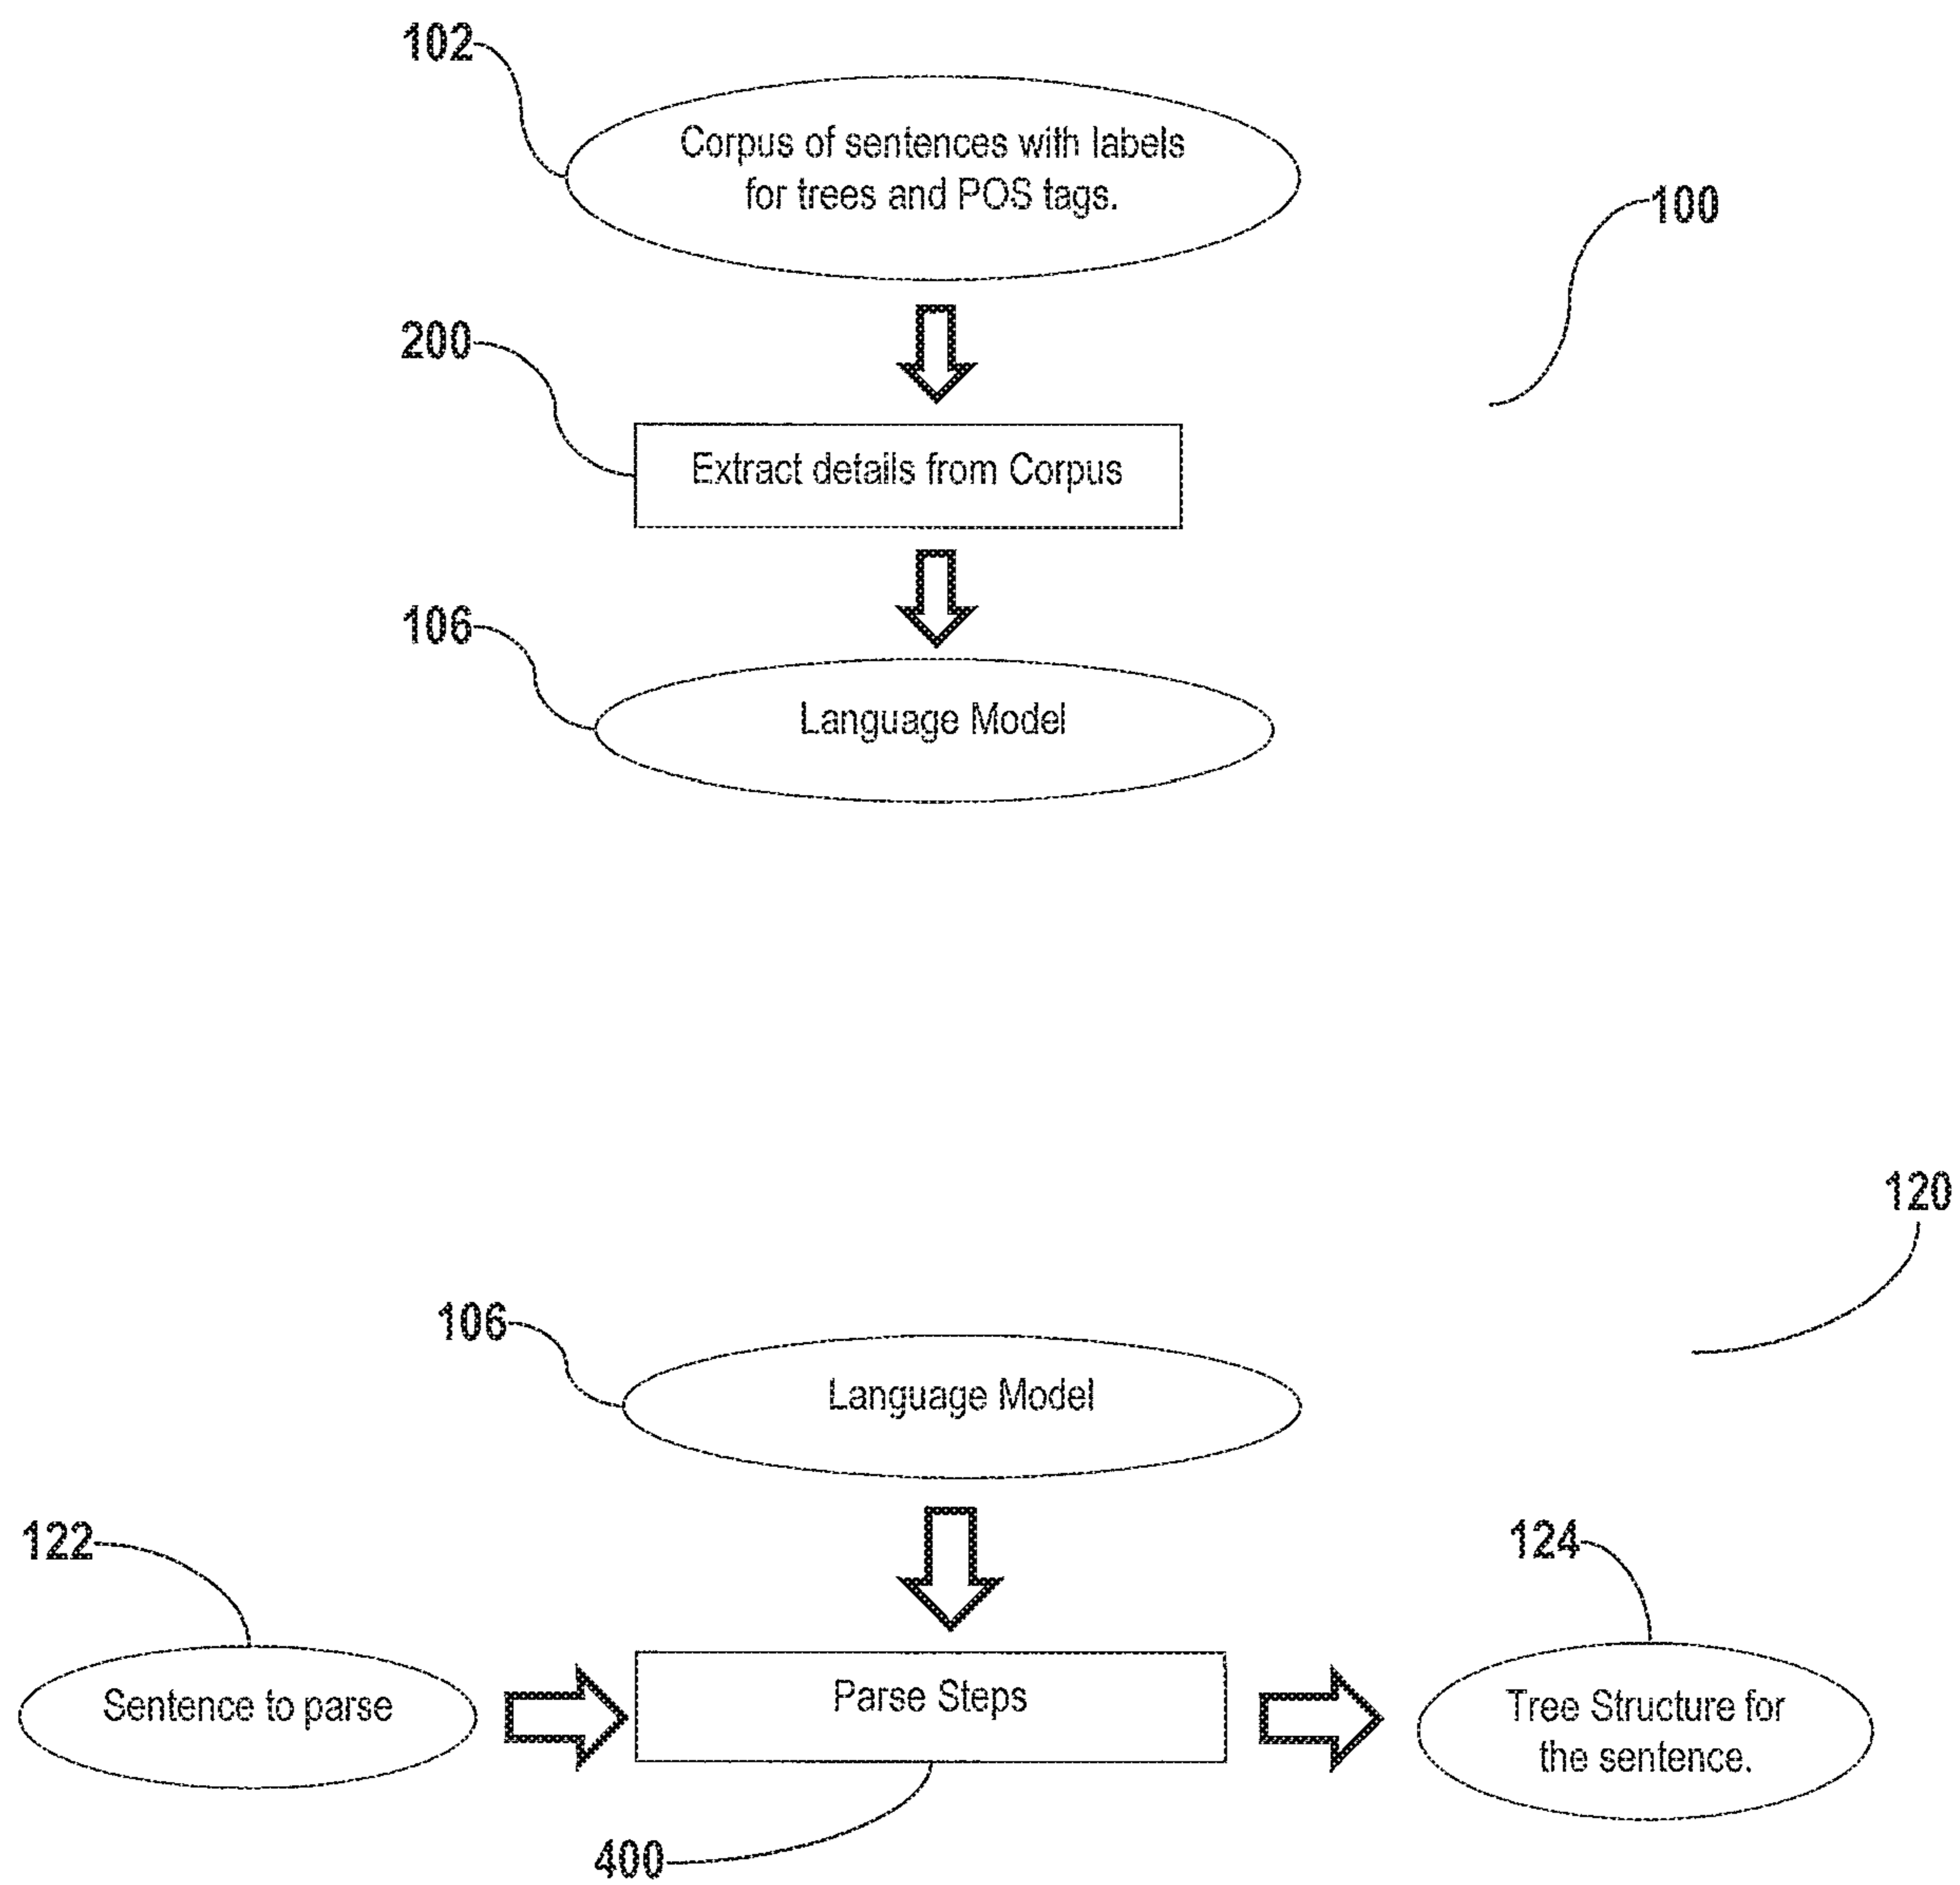 102
Corpus of sentences with labels
for trees and POS tags.
100
200
Extract details from Corpus
106
Language Model
120
106
Language Model
122
124
Sentence to parse
Parse Steps
Tree Structure for
the sentence.
400